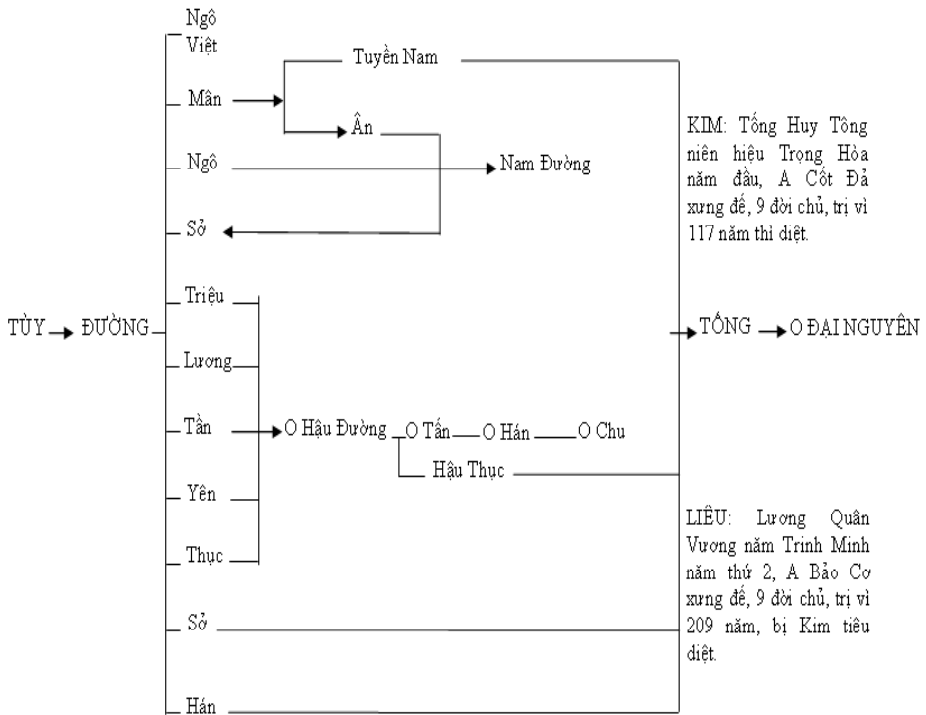 Ngô
Việt
Tuyền Nam
Mân
Ân
Ngô
Nam Đường
Sở
KIM: Tống Huy Tông
niên hiệu Trọng Hòa
năm đầu, A Cốt Đả
xưng đế, 9 đời chủ, trị vì
117 năm thì diệt.
Triệu
TÙY ĐƯỜNG
TỐNG O ĐẠI NGUYÊN
Lương
Tần
O Hậu Đường O Tấn O Hán O Chu
Hậu Thục
Yên
Thục
LIÊU: Lương Quân
Vương năm Trinh Minh
năm thứ 2, A Bảo Cơ
xưng đế, 9 đời chủ, trị vì
209 năm, bị Kim tiêu
diệt.
Sở
Hán